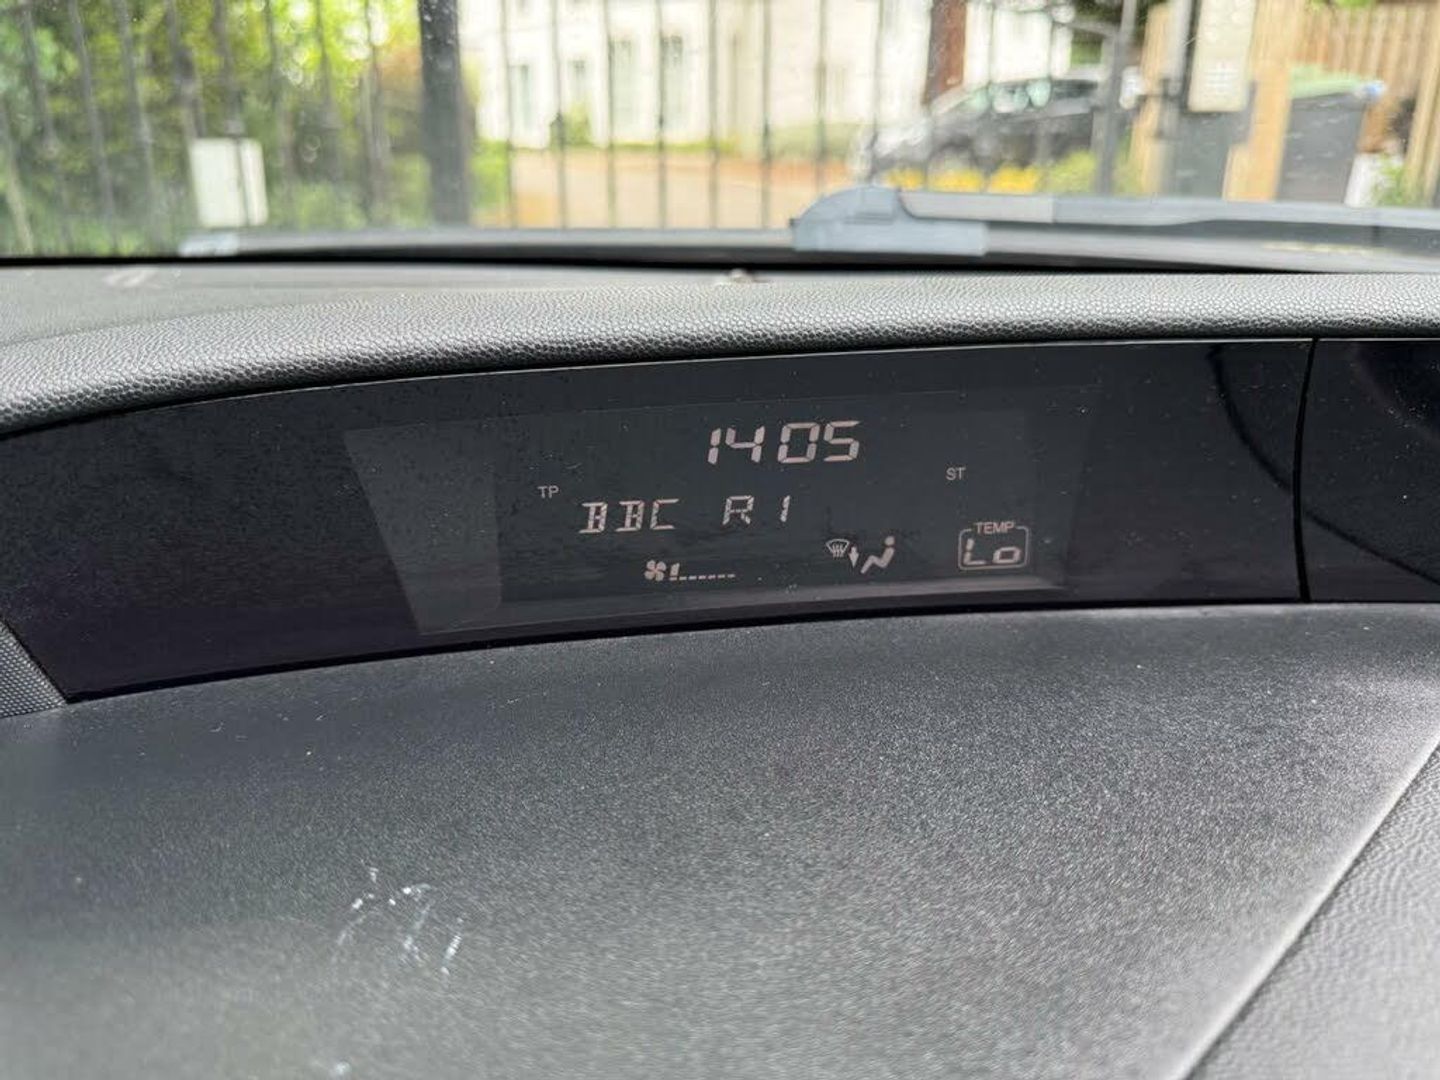 1405
TP
ST
BBC R1
TEMP
Lo